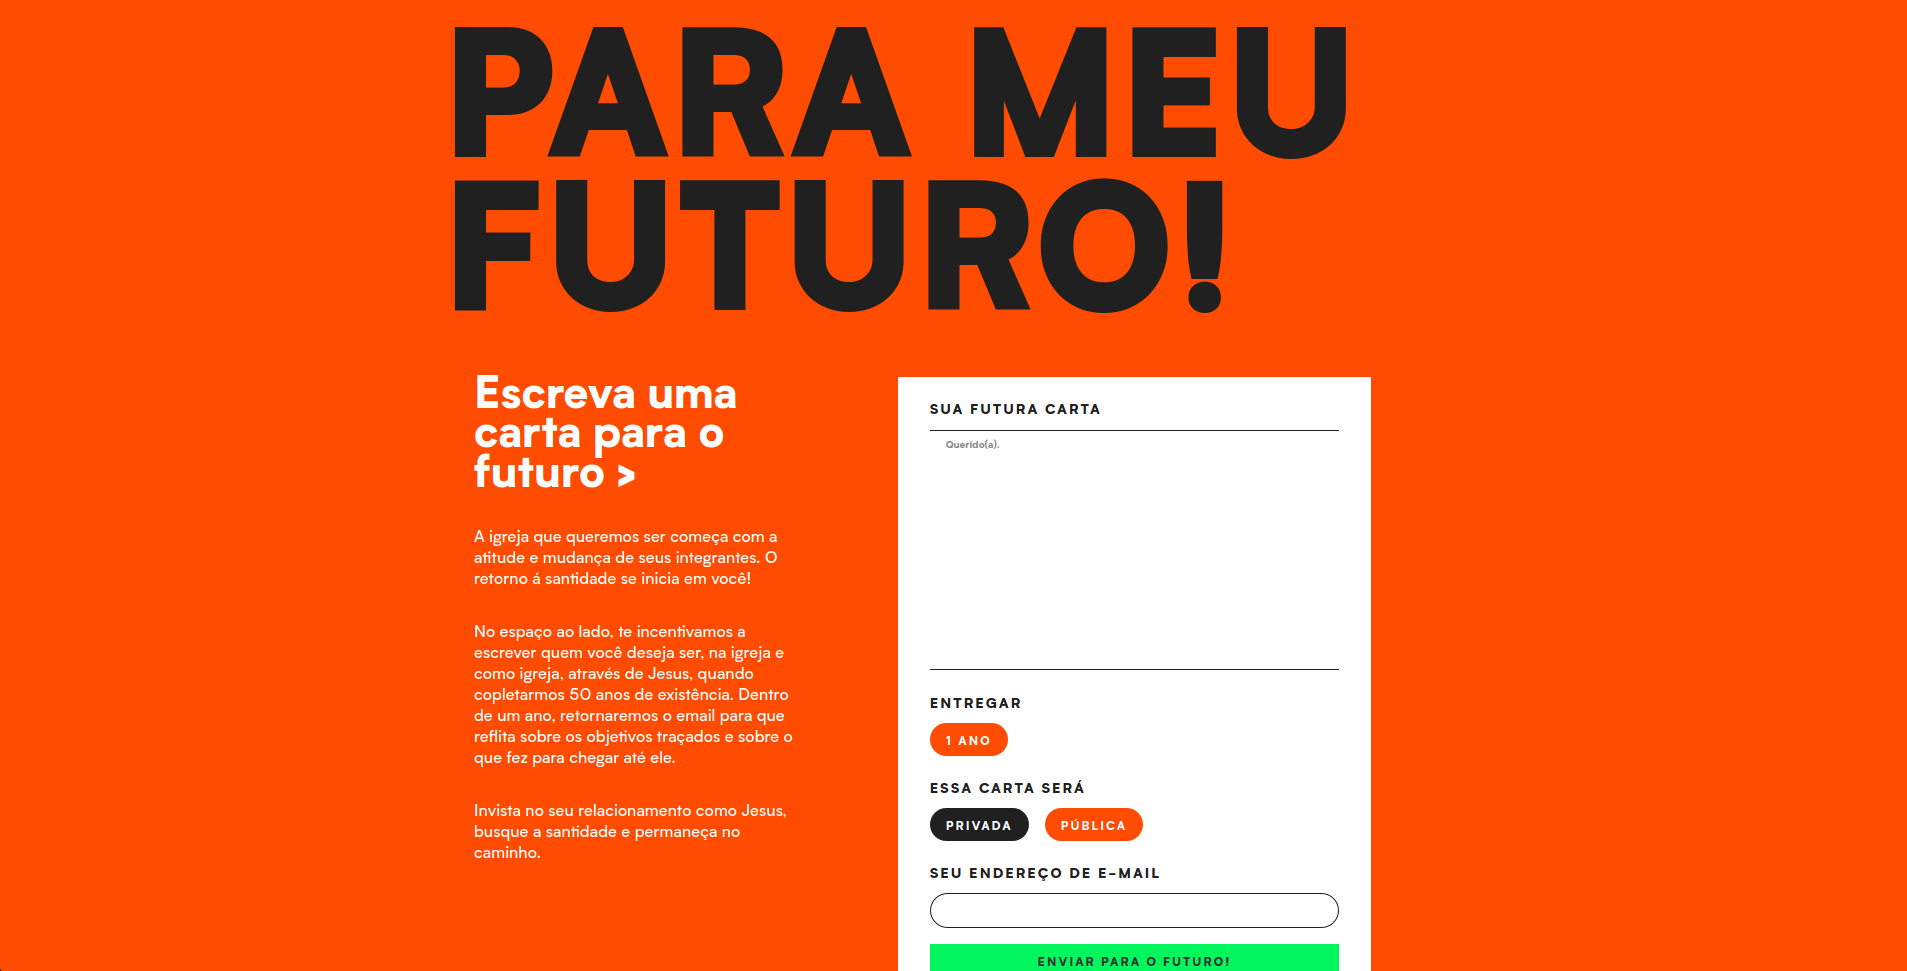 PARA MEU
FUTURO!
Escreva uma
carta para o
futuro >
A igreja que queremos ser começa com a
atitude e mudança de seus integrantes. O
retorno á santidade se inicia em você!
No espaço ao lado, te incentivamos a
escrever quem você deseja ser, na igreja e
como igreja, através de Jesus, quando
copletarmos 50 anos de existência. Dentro
de um ano, retornaremos o email para que
reflita sobre os objetivos traçados e sobre o
que fez para chegar até ele.
Invista no seu relacionamento como Jesus,
busque a santidade e permaneça no
caminho.
SUA FUTURA CARTA
Querido(a).
ENTREGAR
1 ANO
ESSA CARTA SERÁ
PRIVADA PÚBLICA
SEU ENDEREÇO DE E-MAIL
ENVIAR PARA O FUTURO!